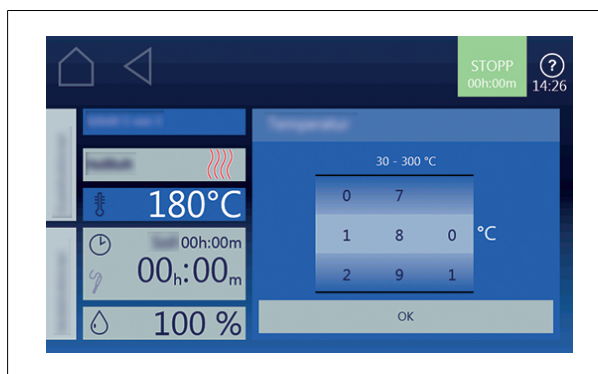 STOPP
00h:00m
?
14:26
Temperatur
30 - 300 °C
180°C
0 7
1 8 0 °C
2 9 1
00h:00m
00h:00m
100 %
OK